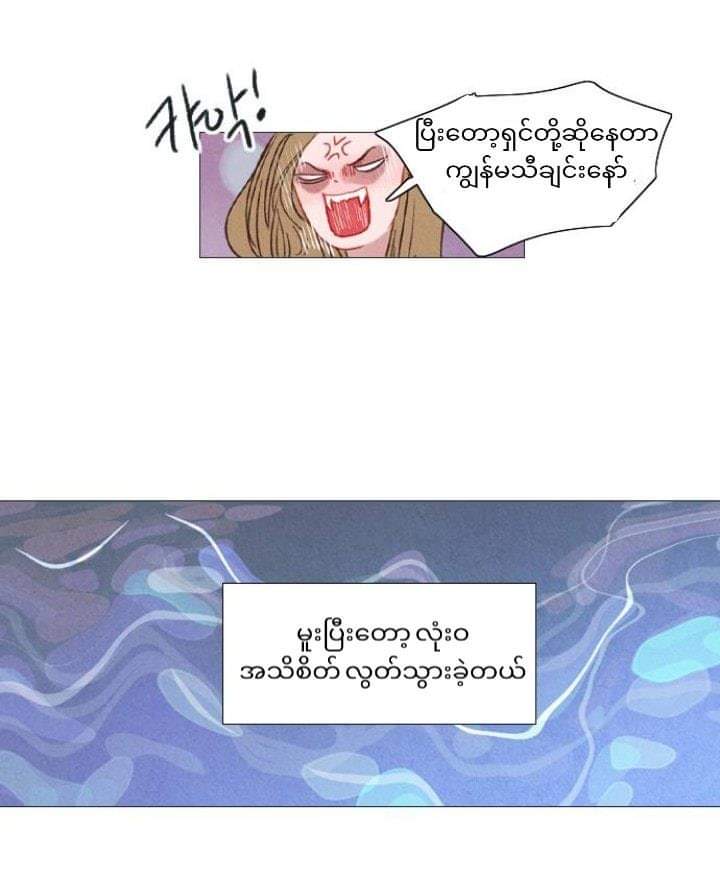 캬악!
ပြီးတော့ရှင်တို့ဆိုနေတာ
ကျွန်မသီချင်းနော်
မူးပြီးတော့ လုံးဝ
အသိစိတ် လွတ်သွားခဲ့တယ်